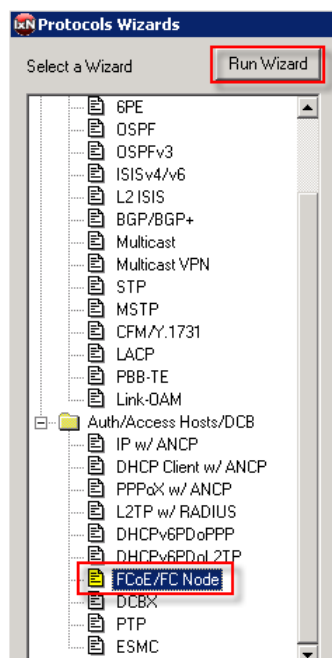 IxN Protocols Wizards
Select a Wizard Run Wizard
6PE
OSPF
OSPFv3
ISISv4/v6
L2 ISIS
BGP/BGP+
Multicast
Multicast VPN
STP
MSTP
CFM/Y.1731
LACP
PBB-TE
Link-OAM
Auth/Access Hosts/DCB
IP w/ ANCP
DHCP Client w/ ANCP
PPPoX w/ ANCP
L2TP w/ RADIUS
DHCPv6PDoPPP
DHCPv6PDoL2TP
FCoE/FC Node
DCBX
PTP
ESMC